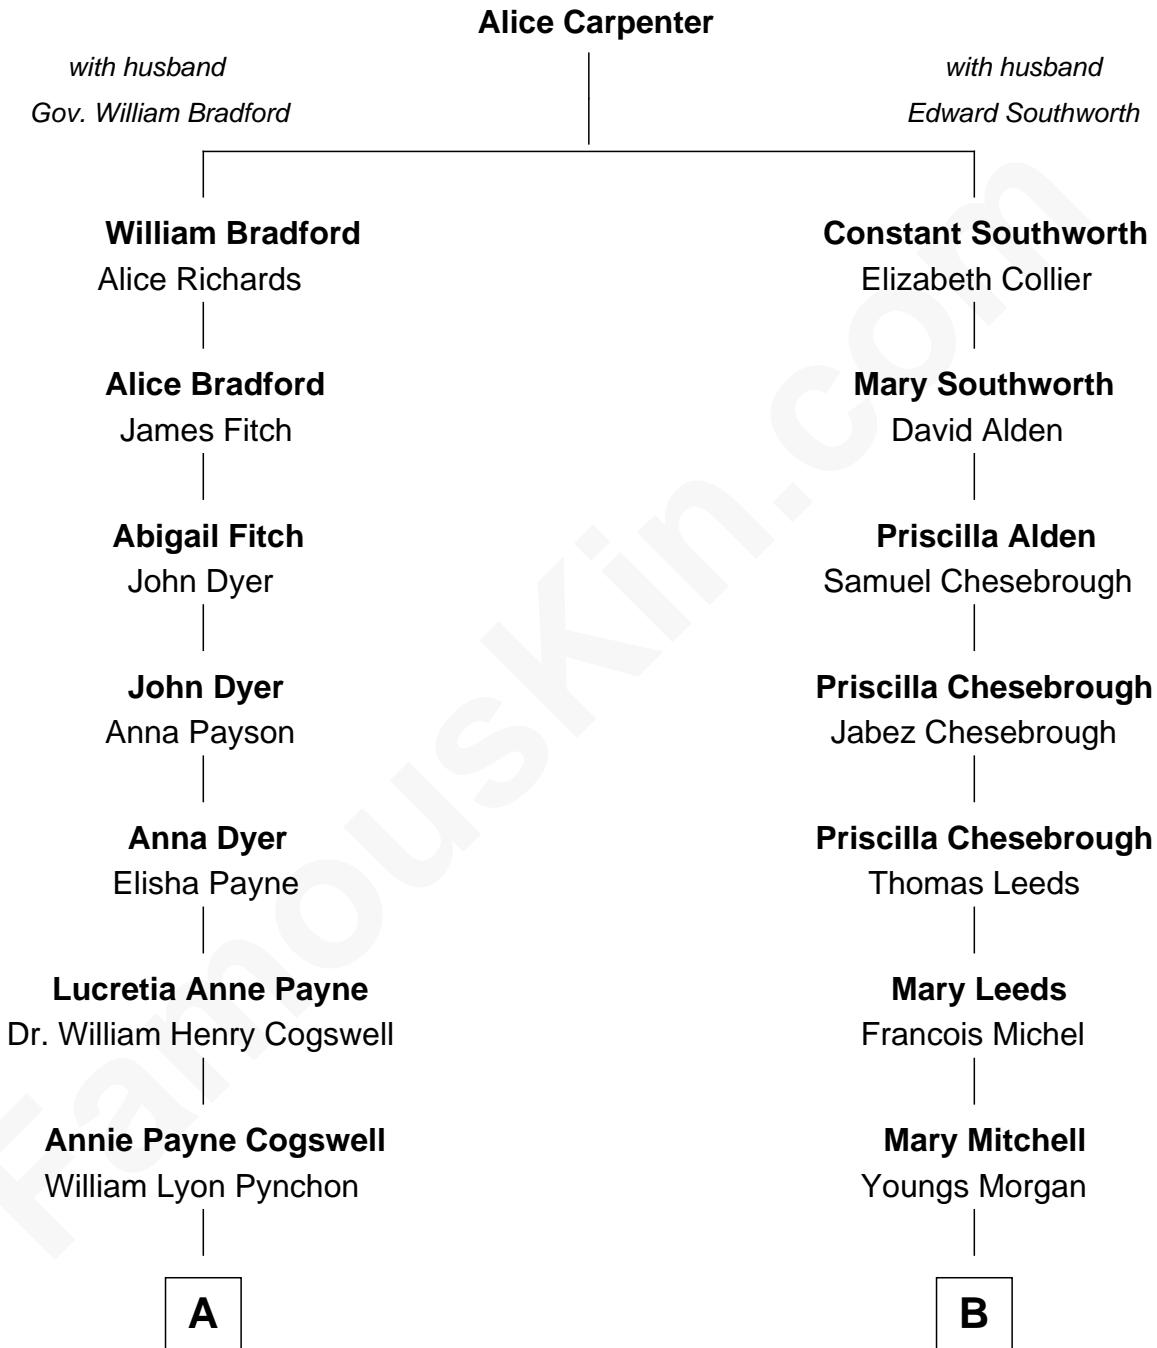 Alice Carpenter
with husband
Gov. William Bradford
with husband
Edward Southworth
William Bradford
Alice Richards
Constant Southworth
Elizabeth Collier
Alice Bradford
James Fitch
Mary Southworth
David Alden
Abigail Fitch
John Dyer
Priscilla Alden
Samuel Chesebrough
John Dyer
Anna Payson
Priscilla Chesebrough
Jabez Chesebrough
Anna Dyer
Elisha Payne
Priscilla Chesebrough
Thomas Leeds
Lucretia Anne Payne
Dr. William Henry Cogswell
Mary Leeds
Francois Michel
Annie Payne Cogswell
William Lyon Pynchon
Mary Mitchell
Youngs Morgan
A
B
FamousKin.com